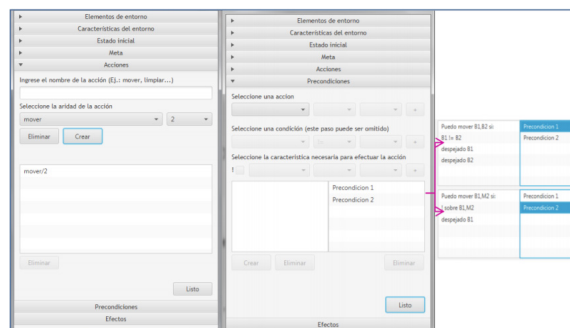 Elementos de entorno
Características del entorno
Estado inicial
Meta
Acciones
Ingrese el nombre de la acción (Ej.: mover, limpiar...)
Seleccione la aridad de la acción
mover
2
Eliminar
Crear
mover/2
Eliminar
Listo
Precondiciones
Efectos
Elementos de entorno
Características del entorno
Estado inicial
Meta
Acciones
Precondiciones
Seleccione una accion
Seleccione una condición (este paso puede ser omitido)
Seleccione la caracteristica necesaria para efectuar la acción
!
Precondicion 1
Precondicion 2
Crear
Eliminar
Eliminar
Listo
Efectos
Puedo mover B1,B2 si
Precondicion 1
B1 != B2
Precondicion 2
despejado B1
despejado B2
Puedo mover B1,M2 si
Precondicion 1
! sobre B1,M2
Precondicion 2
despejado B1